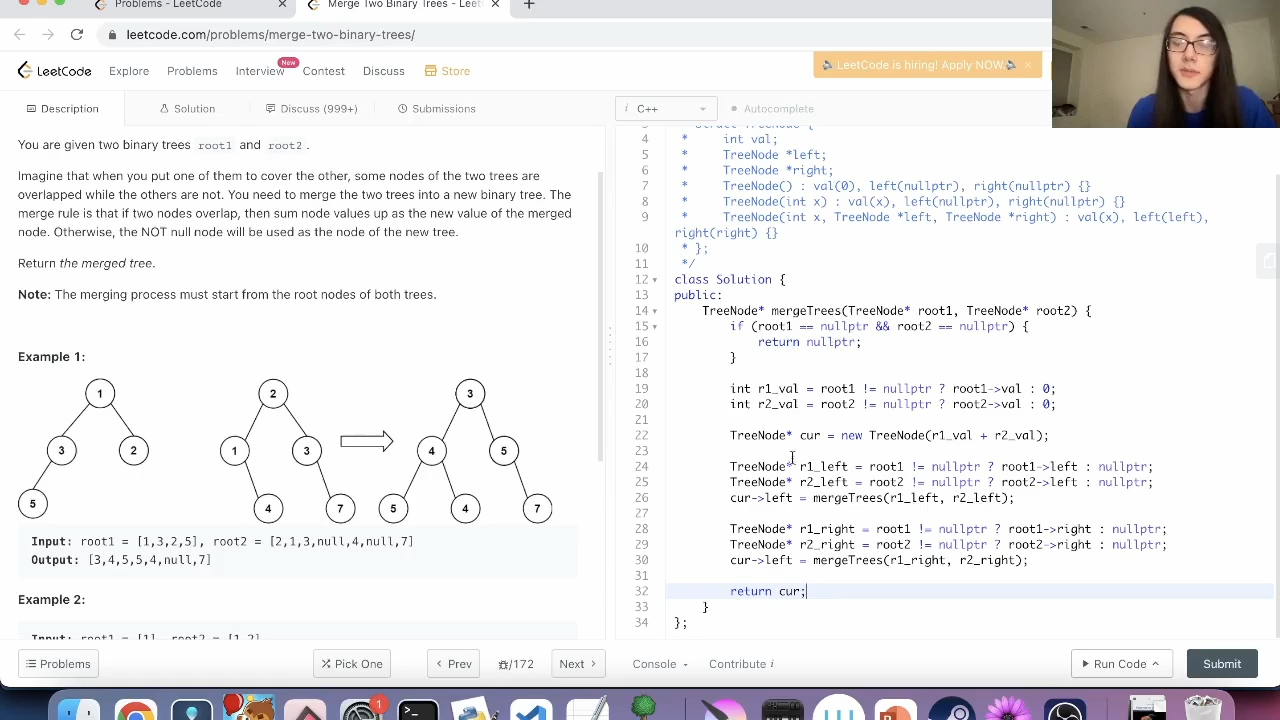 Problems - LeetCode
Merge Two Binary Trees - Leet
leetcode.com/problems/merge-two-binary-trees/
LeetCode
Explore
Problems
Interview
New
Contest
Discuss
Store
LeetCode is hiring! Apply NOW.
Description
Solution
Discuss (999+)
Submissions
You are given two binary trees root1 and root2.
Imagine that when you put one of them to cover the other, some nodes of the two trees are
overlapped while the others are not. You need to merge the two trees into a new binary tree. The
merge rule is that if two nodes overlap, then sum node values up as the new value of the merged
node. Otherwise, the NOT null node will be used as the node of the new tree.
Return the merged tree.
Note: The merging process must start from the root nodes of both trees.
Example 1:
1 2 3
3 2 1 3 4 5
5 4 7 5 4 7
Input: root1 = [1,3,2,5], root2 = [2,1,3,null,4,null,7]
Output: [3,4,5,5,4,null,7]
Example 2:
Input: root1 = [1], root2 = [1,2]
Problems
Pick One
Prev
/172
Next
i C++
Autocomplete
3 * struct TreeNode {
4 * int val;
5 * TreeNode *left;
6 * TreeNode *right;
7 * TreeNode() : val(0), left(nullptr), right(nullptr) {}
8 * TreeNode(int x) : val(x), left(nullptr), right(nullptr) {}
9 * TreeNode(int x, TreeNode *left, TreeNode *right) : val(x), left(left),
right(right) {}
10 * };
11 */
12 class Solution {
13 public:
14 TreeNode* mergeTrees(TreeNode* root1, TreeNode* root2) {
15 if (root1 == nullptr && root2 == nullptr) {
16 return nullptr;
17 }
18
19 int r1_val = root1 != nullptr ? root1->val : 0;
20 int r2_val = root2 != nullptr ? root2->val : 0;
21
22 TreeNode* cur = new TreeNode(r1_val + r2_val);
23
24 TreeNode* r1_left = root1 != nullptr ? root1->left : nullptr;
25 TreeNode* r2_left = root2 != nullptr ? root2->left : nullptr;
26 cur->left = mergeTrees(r1_left, r2_left);
27
28 TreeNode* r1_right = root1 != nullptr ? root1->right : nullptr;
29 TreeNode* r2_right = root2 != nullptr ? root2->right : nullptr;
30 cur->left = mergeTrees(r1_right, r2_right);
31
32 return cur;
33 }
34 };
Console
Contribute i
Run Code
Submit
1